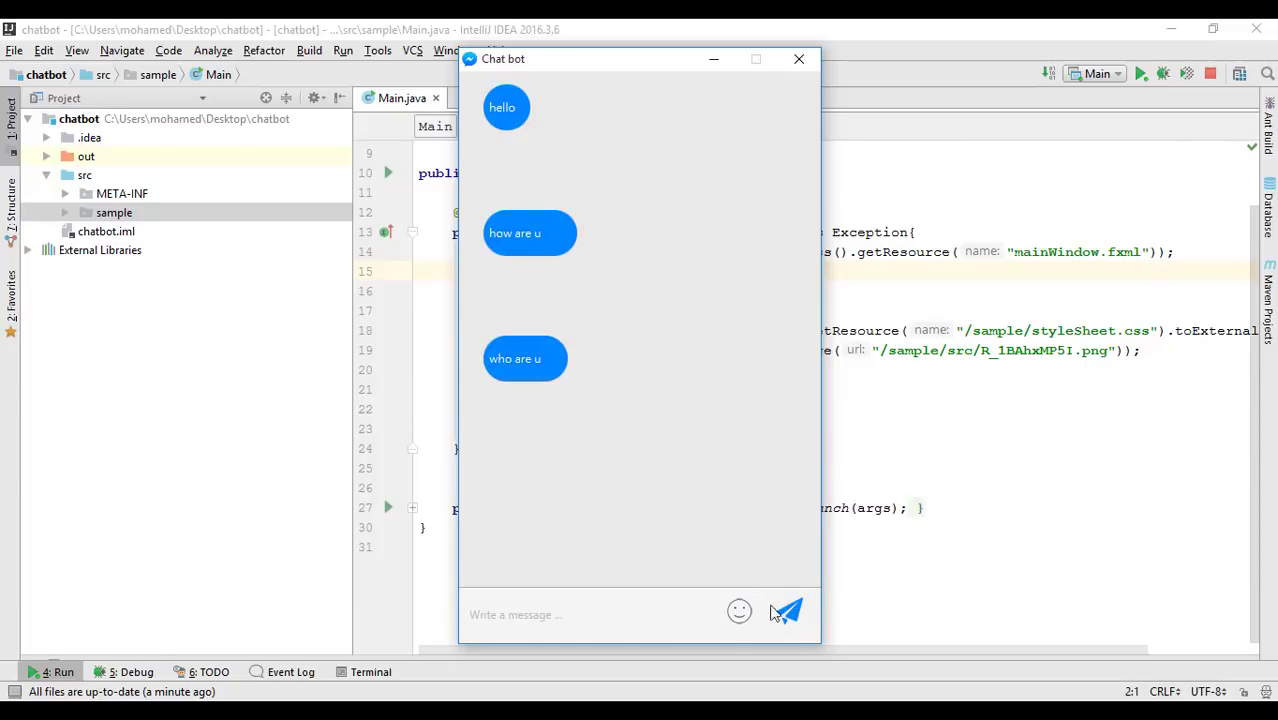 chatbot - [C:\Users\mohamed\Desktop\chatbot] - [chatbot] - ...\src\sample\Main.java - IntelliJ IDEA 2016.3.6
File Edit View Navigate Code Analyze Refactor Build Run Tools VCS Wind
chatbot src sample Main
Main
Project
Main.java
Chat bot
1: Project
Z: Structure
2: Favorites
chatbot C:\Users\mohamed\Desktop\chatbot
.idea
out
src
META-INF
sample
chatbot.iml
External Libraries
Main
9
10 public
11
12 @
13 p s Exception{
14 ss().getResource( name: "mainWindow.fxml"));
15
16
17
18 etResource( name: "/sample/styleSheet.css").toExternal
19 e( url: "/sample/src/R_1BAhxMP5I.png"));
20
21
22
23
24 }
25
26
27 p unch(args); }
30 }
31
hello
how are u
who are u
Write a message ...
Ant Build
Database
Maven Projects
4: Run 5: Debug 6: TODO Event Log Terminal
All files are up-to-date (a minute ago)
2:1 CRLF UTF-8